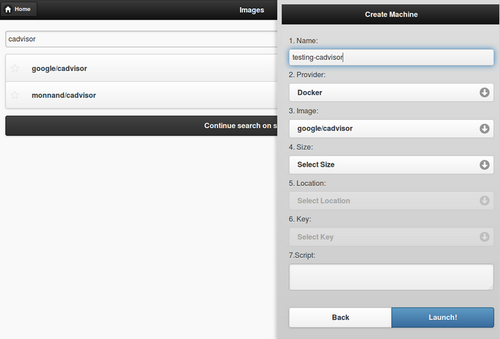 Home
Images
cadvisor
google/cadvisor
monnand/cadvisor
Continue search on s
Create Machine
1. Name:
testing-cadvisor
2. Provider:
Docker
3. Image:
google/cadvisor
4. Size:
Select Size
5. Location:
Select Location
6. Key:
Select Key
7.Script:
Back
Launch!